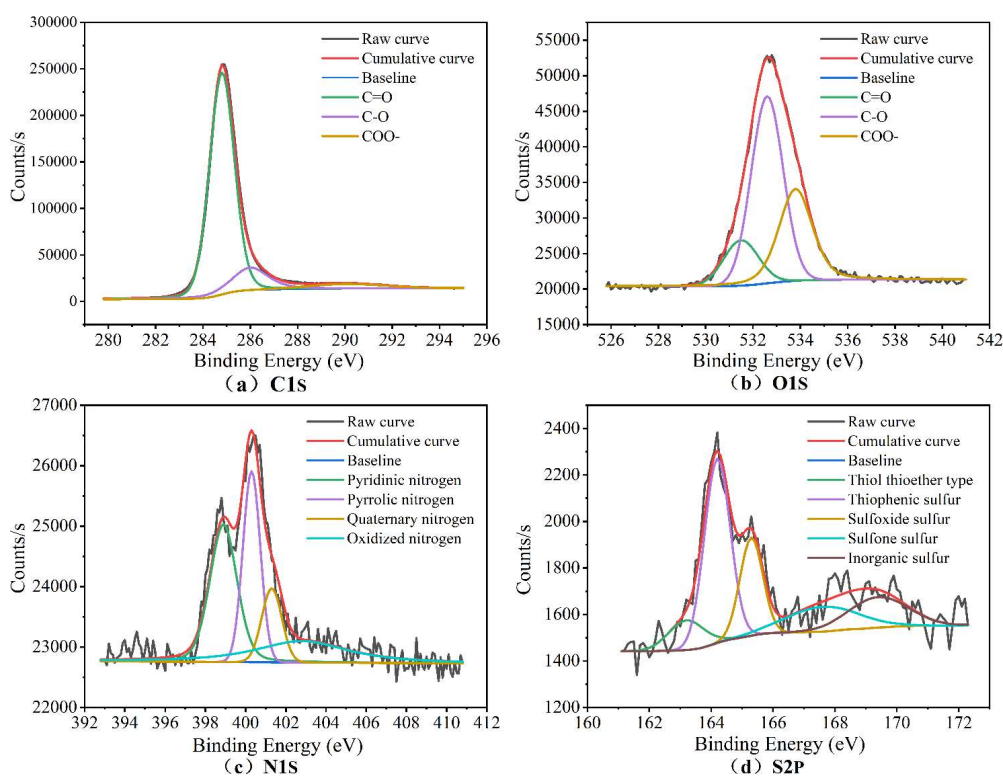 300000
250000
200000
150000
100000
50000
0
Counts/s
Raw curve
Cumulative curve
Baseline
C=O
C-O
COO-
280 282 284 286 288 290 292 294 296
Binding Energy (eV)
（a）C1S
55000
50000
45000
40000
35000
30000
25000
20000
15000
Counts/s
Raw curve
Cumulative curve
Baseline
C=O
C-O
COO-
526 528 530 532 534 536 538 540 542
Binding Energy (eV)
（b）O1S
27000
26000
25000
24000
23000
22000
Counts/s
Raw curve
Cumulative curve
Baseline
Pyridinic nitrogen
Pyrrolic nitrogen
Quaternary nitrogen
Oxidized nitrogen
392 394 396 398 400 402 404 406 408 410 412
Binding Energy (eV)
（c）N1S
2400
2200
2000
1800
1600
1400
1200
Counts/s
Raw curve
Cumulative curve
Baseline
Thiol thioether type
Thiophenic sulfur
Sulfoxide sulfur
Sulfone sulfur
Inorganic sulfur
160 162 164 166 168 170 172
Binding Energy (eV)
（d）S2P